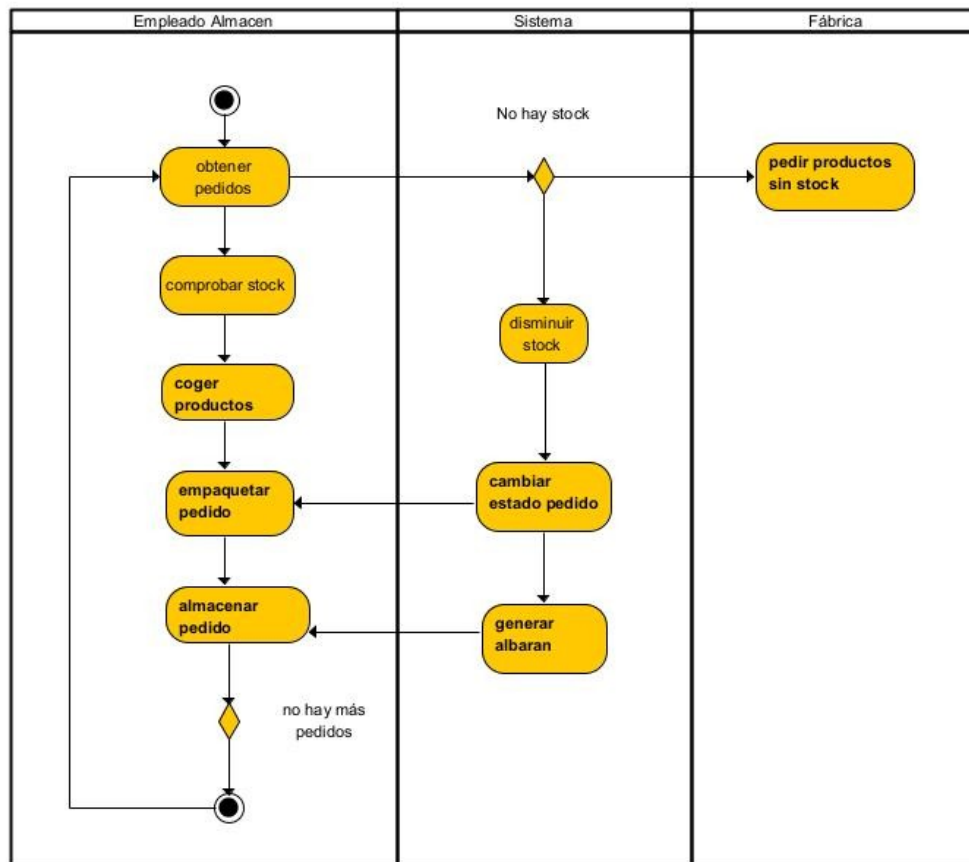 Empleado Almacen
Sistema
Fábrica
No hay stock
obtener
pedidos
pedir productos
sin stock
comprobar stock
disminuir
stock
coger
productos
empaquetar
pedido
cambiar
estado pedido
almacenar
pedido
generar
albaran
no hay más
pedidos